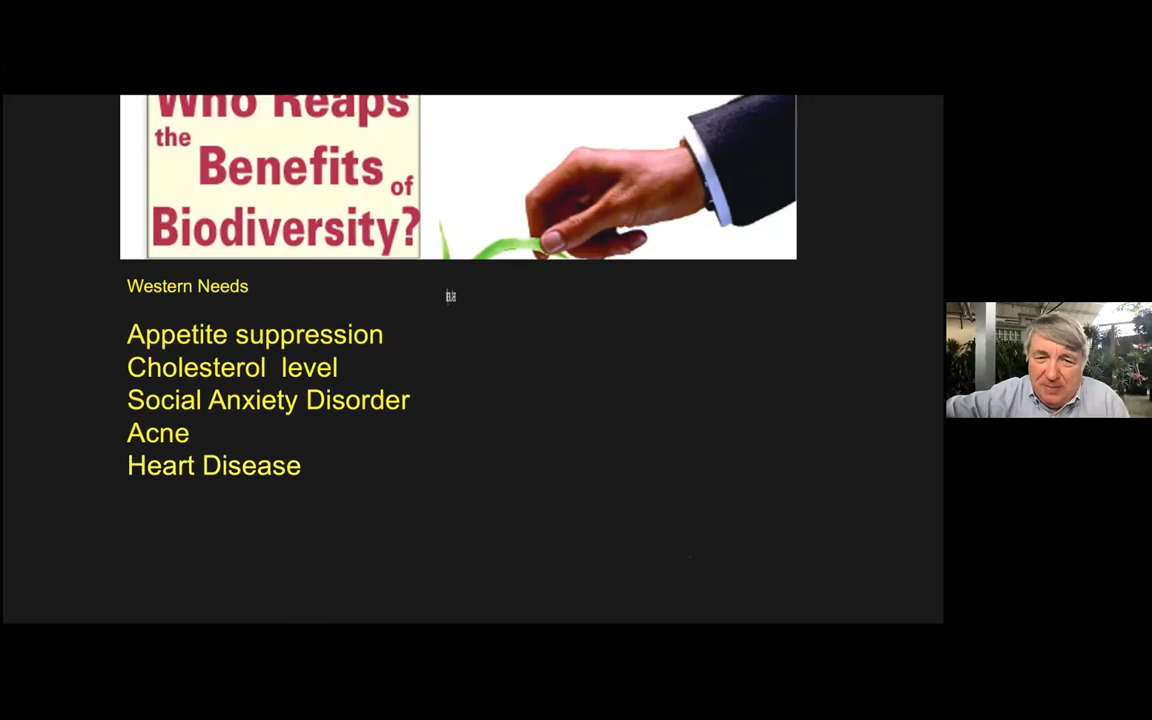 Who Reaps
the
Benefits of
Biodiversity?
Western Needs
Appetite suppression
Cholesterol level
Social Anxiety Disorder
Acne
Heart Disease